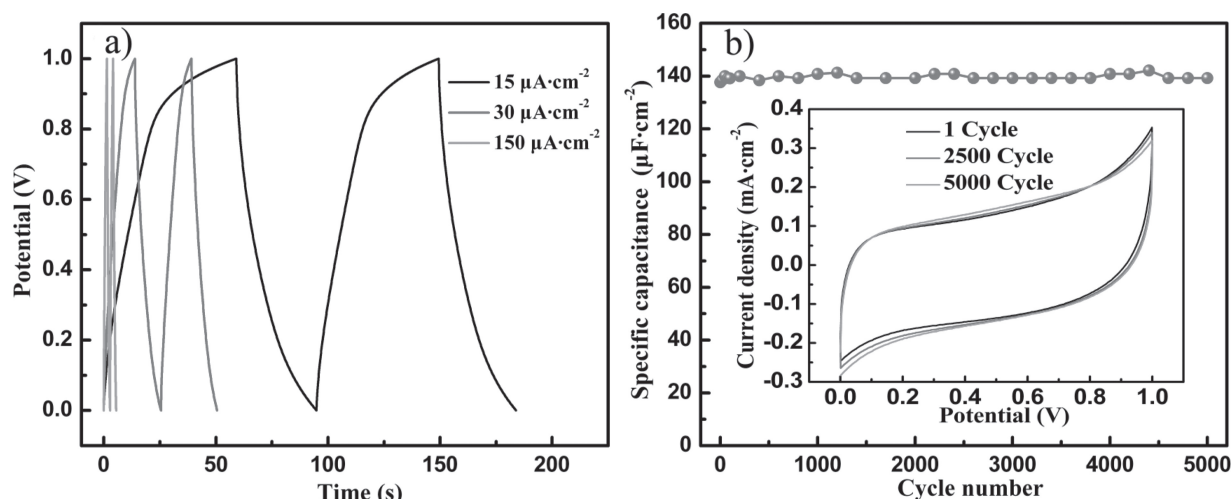 a)
1.0
0.8
0.6
0.4
0.2
0.0
Potential (V)
15 µA·cm⁻²
30 µA·cm⁻²
150 µA·cm⁻²
0
50
100
150
200
Time (s)
b)
160
140
120
100
80
60
40
20
0
Specific capacitance (µF·cm⁻²)
0
1000
2000
3000
4000
5000
Cycle number
0.4
0.3
0.2
0.1
0.0
-0.1
-0.2
-0.3
Current density (mA·cm⁻²)
1 Cycle
2500 Cycle
5000 Cycle
0.0
0.2
0.4
0.6
0.8
1.0
Potential (V)